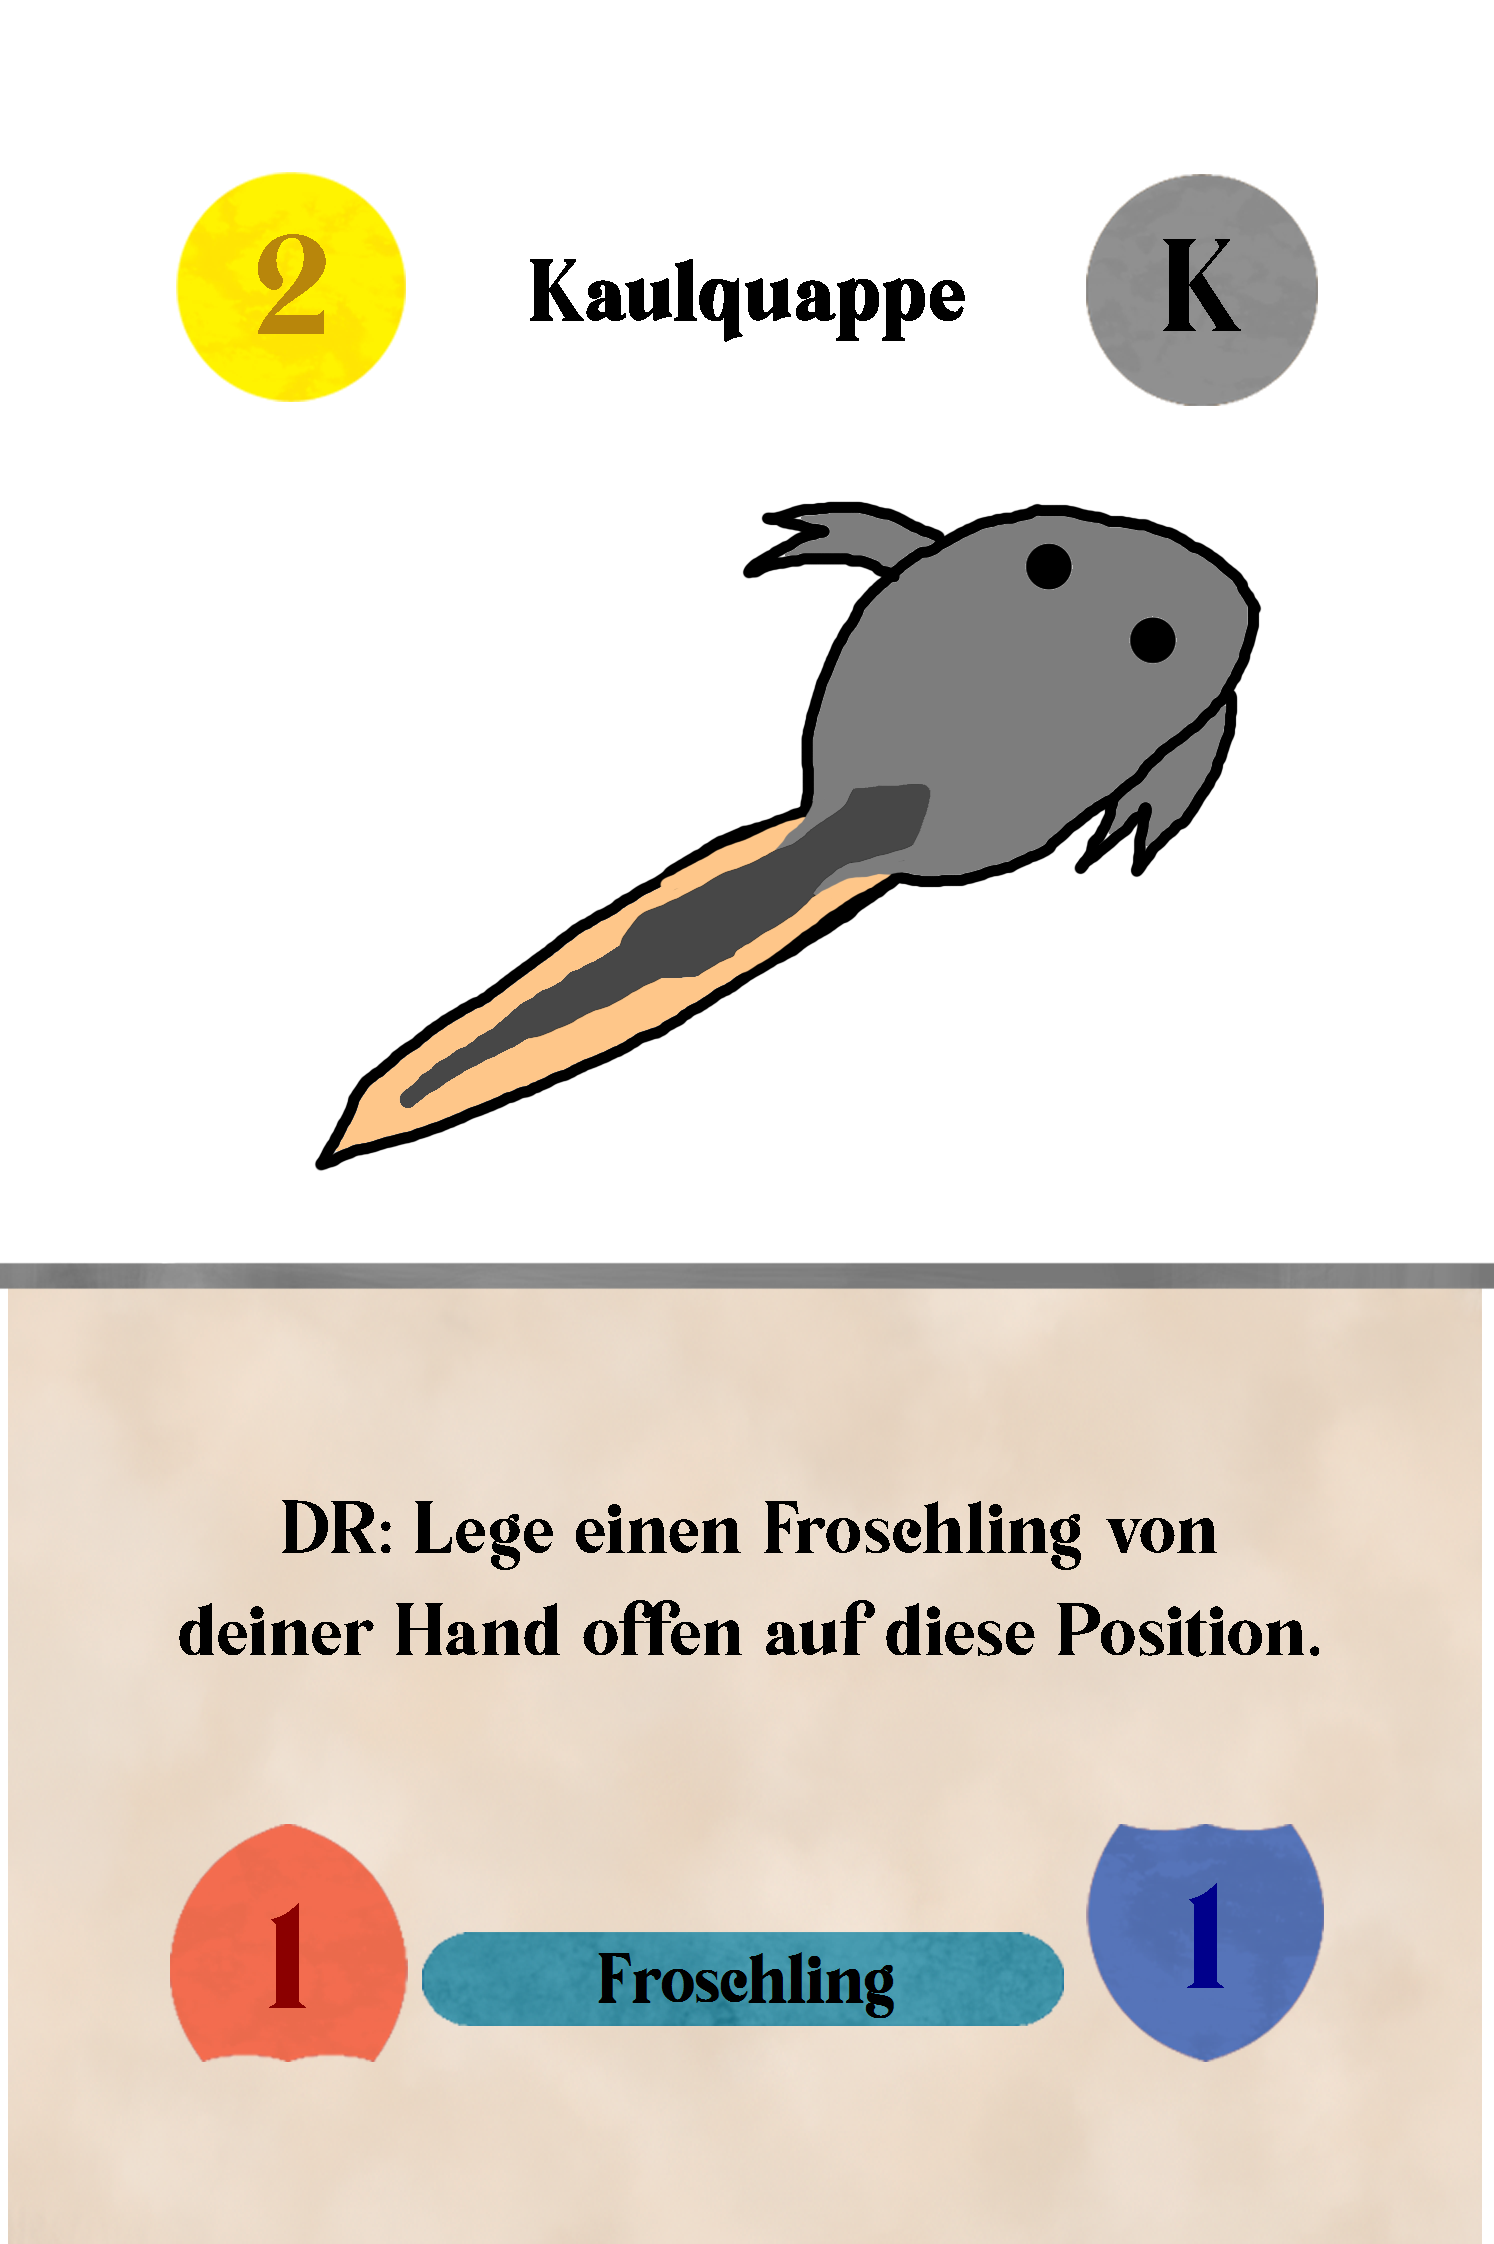 2
Kaulquappe
K
DR: Lege einen Froschling von
deiner Hand offen auf diese Position.
1
Froschling
1